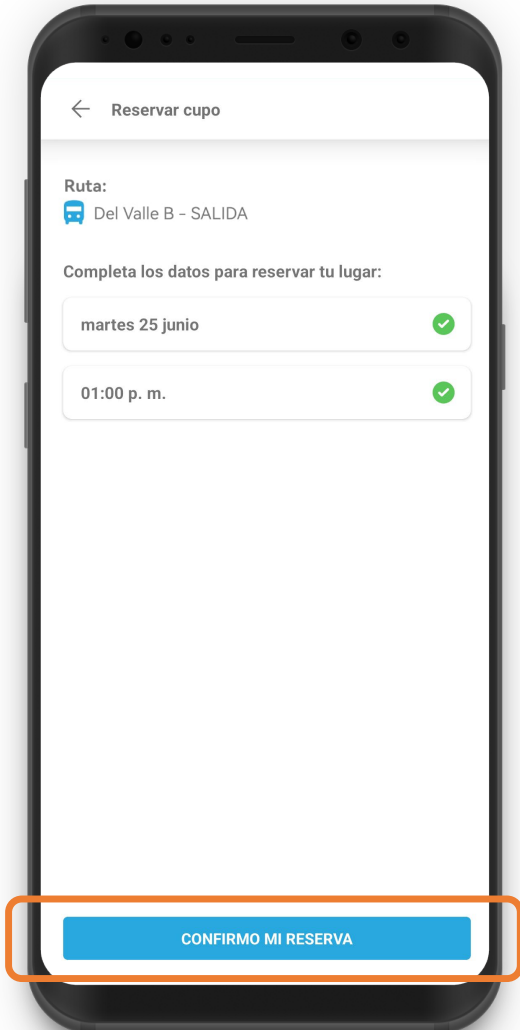 Reservar cupo
Ruta:
Del Valle B - SALIDA
Completa los datos para reservar tu lugar:
martes 25 junio
01:00 p. m.
CONFIRMO MI RESERVA